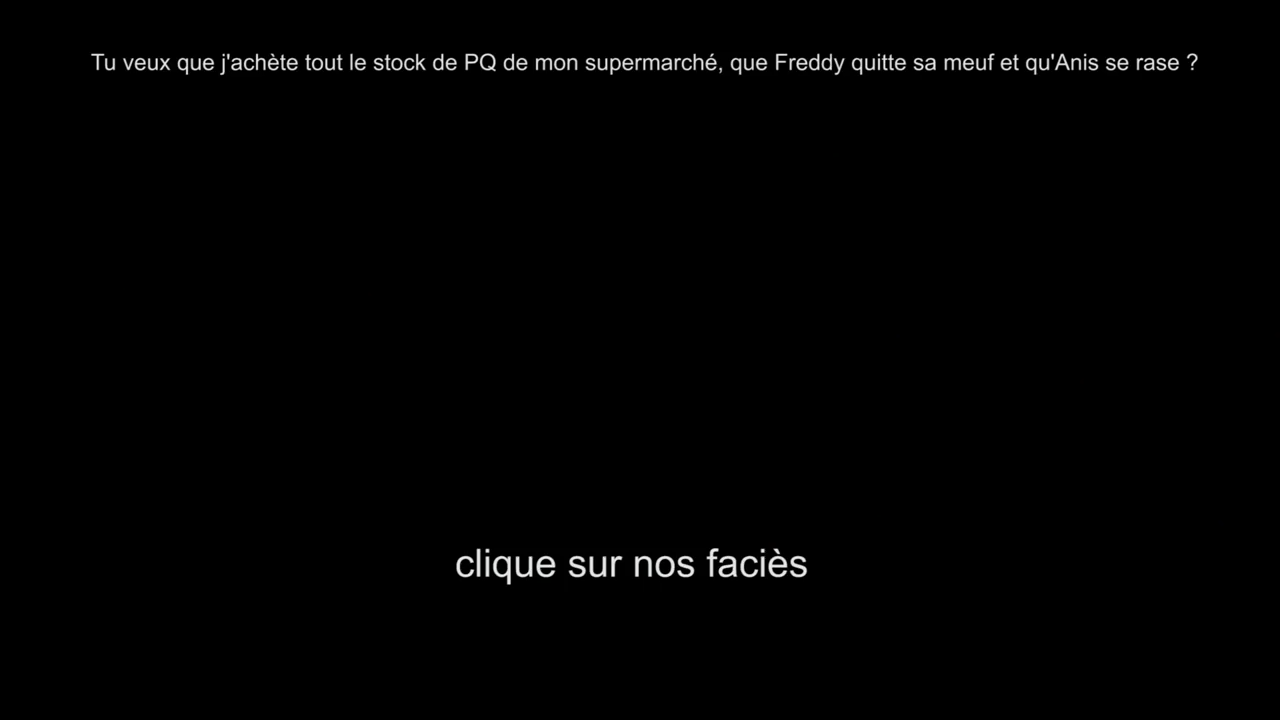 Tu veux que j'achète tout le stock de PQ de mon supermarché, que Freddy quitte sa meuf et qu'Anis se rase ?
clique sur nos faciès